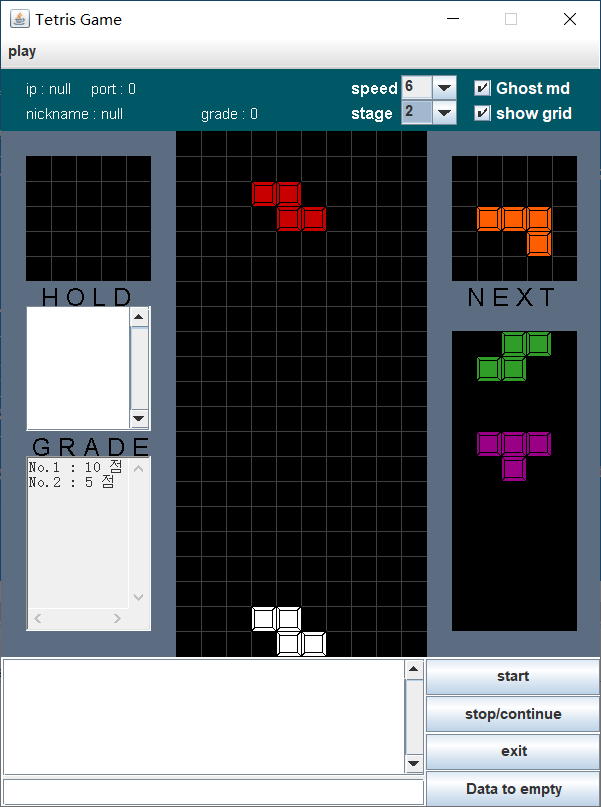 Tetris Game
play
ip : null port : 0
nickname : null grade : 0
speed 6
stage 2
Ghost md
show grid
HOLD
NEXT
GRADE
No.1 : 10 점
No.2 : 5 점
start
stop/continue
exit
Data to empty